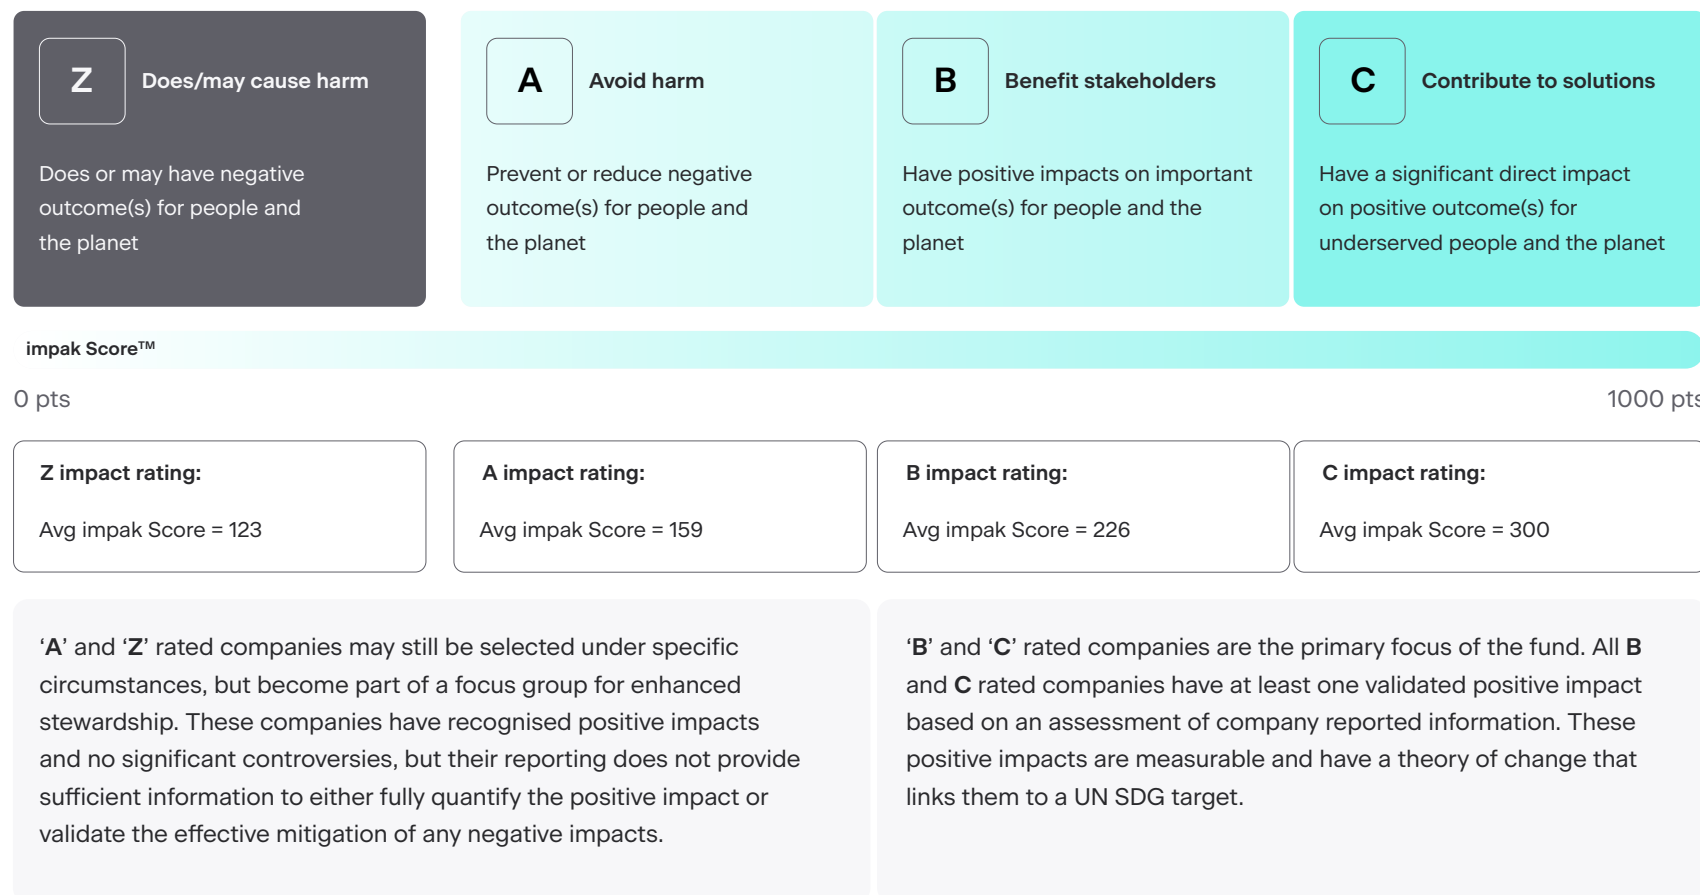 Z
Does/may cause harm
Does or may have negative
outcome(s) for people and
the planet
A
Avoid harm
Prevent or reduce negative
outcome(s) for people and
the planet
B
Benefit stakeholders
Have positive impacts on important
outcome(s) for people and the
planet
C
Contribute to solutions
Have a significant direct impact
on positive outcome(s) for
underserved people and the planet
impak Score™
0 pts
1000 pts
Z impact rating:
Avg impak Score = 123
A impact rating:
Avg impak Score = 159
B impact rating:
Avg impak Score = 226
C impact rating:
Avg impak Score = 300
‘A’ and ‘Z’ rated companies may still be selected under specific
circumstances, but become part of a focus group for enhanced
stewardship. These companies have recognised positive impacts
and no significant controversies, but their reporting does not provide
sufficient information to either fully quantify the positive impact or
validate the effective mitigation of any negative impacts.
‘B’ and ‘C’ rated companies are the primary focus of the fund. All B
and C rated companies have at least one validated positive impact
based on an assessment of company reported information. These
positive impacts are measurable and have a theory of change that
links them to a UN SDG target.